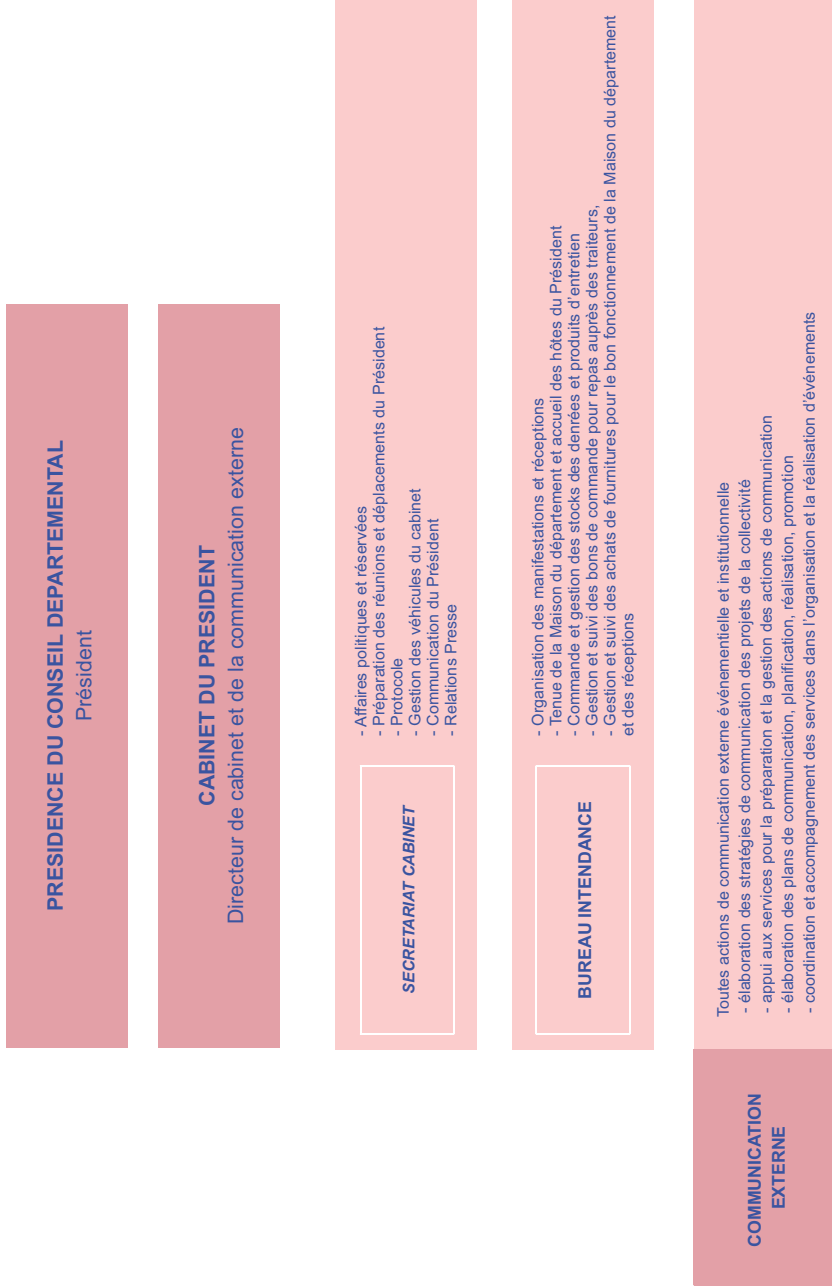 PRESIDENCE DU CONSEIL DEPARTEMENTAL
Président
CABINET DU PRESIDENT
Directeur de cabinet et de la communication externe
SECRETARIAT CABINET
- Affaires politiques et réservées
- Préparation des réunions et déplacements du Président
- Protocole
- Gestion des véhicules du cabinet
- Communication du Président
- Relations Presse
BUREAU INTENDANCE
- Organisation des manifestations et réceptions
- Tenue de la Maison du département et accueil des hôtes du Président
- Commande et gestion des stocks des denrées et produits d'entretien
- Gestion et suivi des bons de commande pour repas auprès des traiteurs,
- Gestion et suivi des achats de fournitures pour le bon fonctionnement de la Maison du département
et des réceptions
COMMUNICATION
EXTERNE
Toutes actions de communication externe événementielle et institutionnelle
- élaboration des stratégies de communication des projets de la collectivité
- appui aux services pour la préparation et la gestion des actions de communication
- élaboration des plans de communication, planification, réalisation, promotion
- coordination et accompagnement des services dans l'organisation et la réalisation d'événements